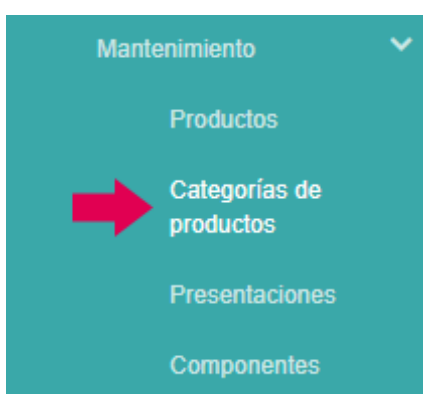 Mantenimiento
Productos
Categorías de
productos
Presentaciones
Componentes